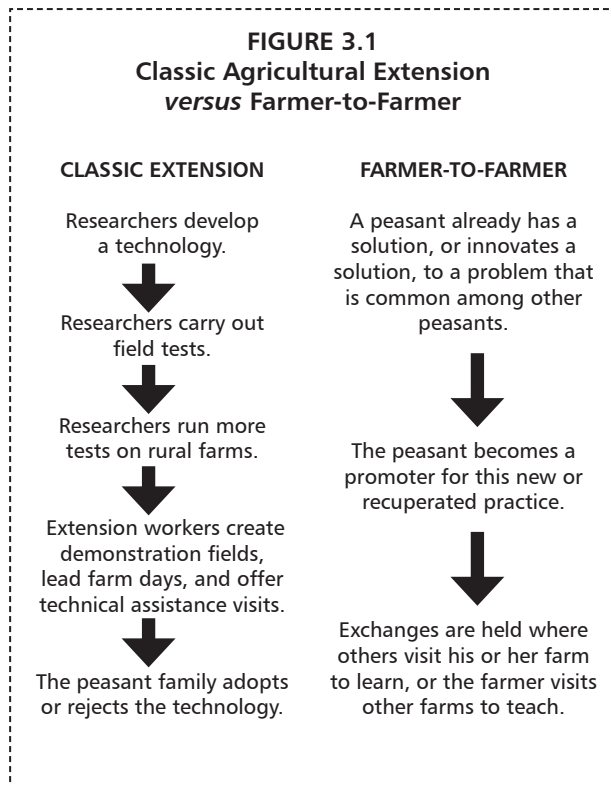 FIGURE 3.1
Classic Agricultural Extension
versus Farmer-to-Farmer
CLASSIC EXTENSION
Researchers develop
a technology.
Researchers carry out
field tests.
Researchers run more
tests on rural farms.
Extension workers create
demonstration fields,
lead farm days, and offer
technical assistance visits.
The peasant family adopts
or rejects the technology.
FARMER-TO-FARMER
A peasant already has a
solution, or innovates a
solution, to a problem that
is common among other
peasants.
The peasant becomes a
promoter for this new or
recuperated practice.
Exchanges are held where
others visit his or her farm
to learn, or the farmer visits
other farms to teach.